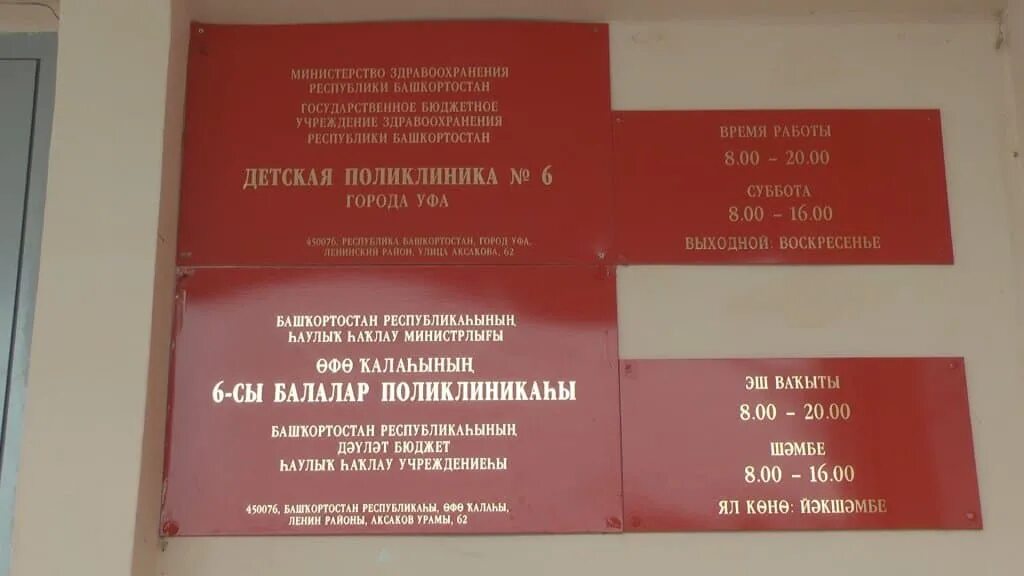 МИНИСТЕРСТВО ЗДРАВООХРАНЕНИЯ
РЕСПУБЛИКИ БАШКОРТОСТАН
ГОСУДАРСТВЕННОЕ БЮДЖЕТНОЕ
УЧРЕЖДЕНИЕ ЗДРАВООХРАНЕНИЯ
РЕСПУБЛИКИ БАШКОРТОСТАН
ДЕТСКАЯ ПОЛИКЛИНИКА № 6
ГОРОДА УФА
450076, РЕСПУБЛИКА БАШКОРТОСТАН, ГОРОД УФА,
ЛЕНИНСКИЙ РАЙОН, УЛИЦА АКСАКОВА, 62
ВРЕМЯ РАБОТЫ
8.00 – 20.00
СУББОТА
8.00 – 16.00
ВЫХОДНОЙ: ВОСКРЕСЕНЬЕ
БАШҠОРТОСТАН РЕСПУБЛИКАҺЫНЫҢ
ҺАУЛЫҠ ҺАҠЛАУ МИНИСТРЛЫҒЫ
ӨФӨ ҠАЛАҺЫНЫҢ
6-СЫ БАЛАЛАР ПОЛИКЛИНИКАҺЫ
БАШҠОРТОСТАН РЕСПУБЛИКАҺЫНЫҢ
ДӘҮЛӘТ БЮДЖЕТ
ҺАУЛЫҠ ҺАҠЛАУ УЧРЕЖДЕНИЕҺЫ
450076, БАШҠОРТОСТАН РЕСПУБЛИКАҺЫ, ӨФӨ ҠАЛАҺЫ,
ЛЕНИН РАЙОНЫ, АКСАКОВ УРАМЫ, 62
ЭШ ВАҠЫТЫ
8.00 – 20.00
ШӘМБЕ
8.00 – 16.00
ЯЛ КӨНӨ: ЙӘКШӘМБЕ